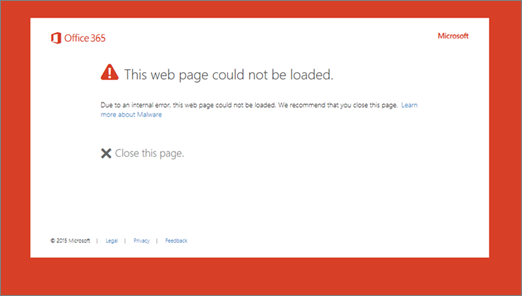 Office 365
Microsoft
This web page could not be loaded.
Due to an internal error, this web page could not be loaded. We recommend that you close this page. Learn
more about Malware
Close this page.
© 2015 Microsoft | Legal | Privacy | Feedback